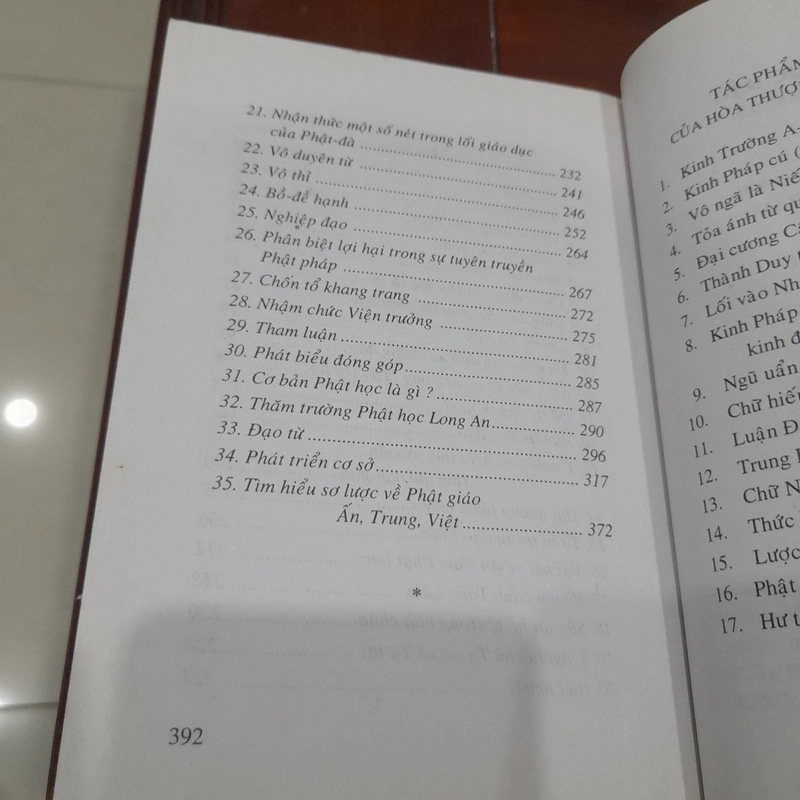 21. Nhận thức một số nét trong lối giáo dục
của Phật-đà ........ 232
22. Vô duyên từ ........ 241
23. Vô thỉ ........ 246
24. Bồ-đề hạnh ........ 252
25. Nghiệp đạo ........ 264
26. Phân biệt lợi hại trong sự tuyên truyền
Phật pháp ........ 267
27. Chốn tổ khang trang ........ 272
28. Nhậm chức Viện trưởng ........ 275
29. Tham luận ........ 281
30. Phát biểu đóng góp ........ 285
31. Cơ bản Phật học là gì ? ........ 287
32. Thăm trường Phật học Long An ........ 290
33. Đạo từ ........ 296
34. Phát triển cơ sở ........ 317
35. Tìm hiểu sơ lược về Phật giáo
Ấn, Trung, Việt ........ 372
*
392
TÁC PHẨM
CỦA HÒA THƯỢ
1. Kinh Trường A-
2. Kinh Pháp cú (
3. Vô ngã là Niế
4. Tỏa ánh từ qu
5. Đại cương C
6. Thành Duy
7. Lối vào Nh
8. Kinh Pháp
kinh đ
9. Ngũ uẩn
10. Chữ hiế
11. Luận Đ
12. Trung
13. Chữ N
14. Thức
15. Lược
16. Phật
17. Hư t